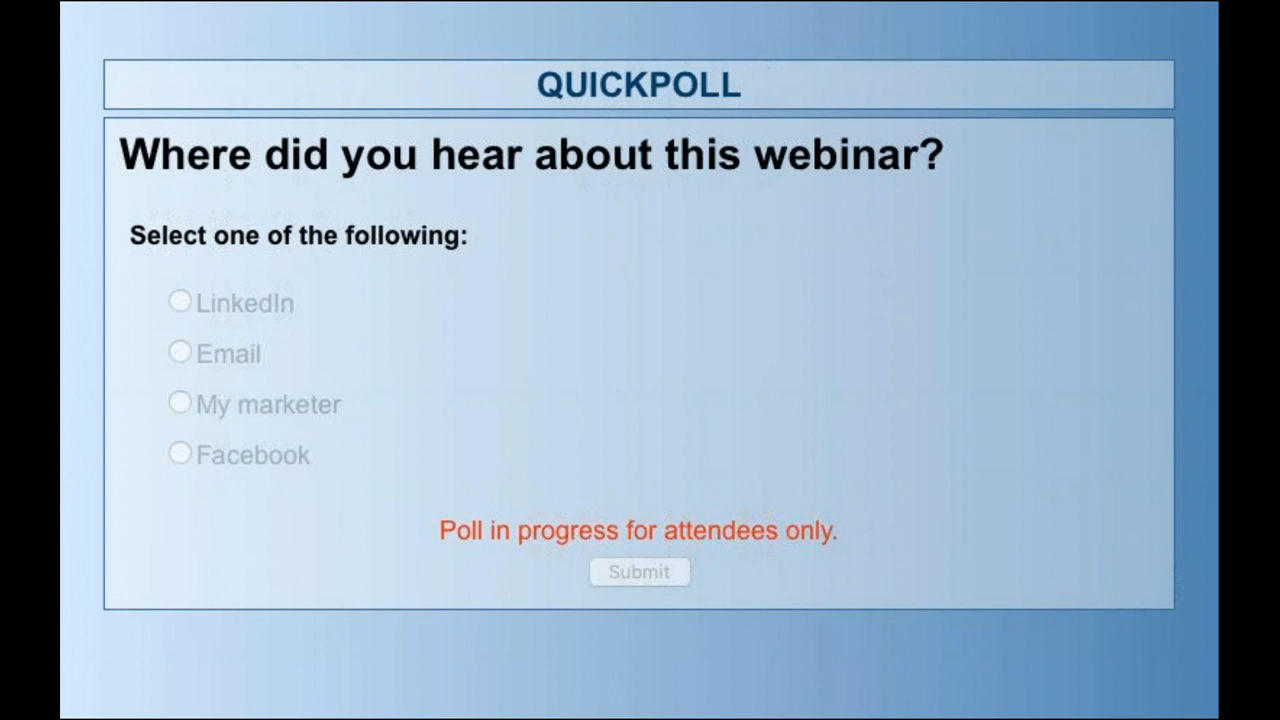 QUICKPOLL
Where did you hear about this webinar?
Select one of the following:
LinkedIn
Email
My marketer
Facebook
Poll in progress for attendees only.
Submit